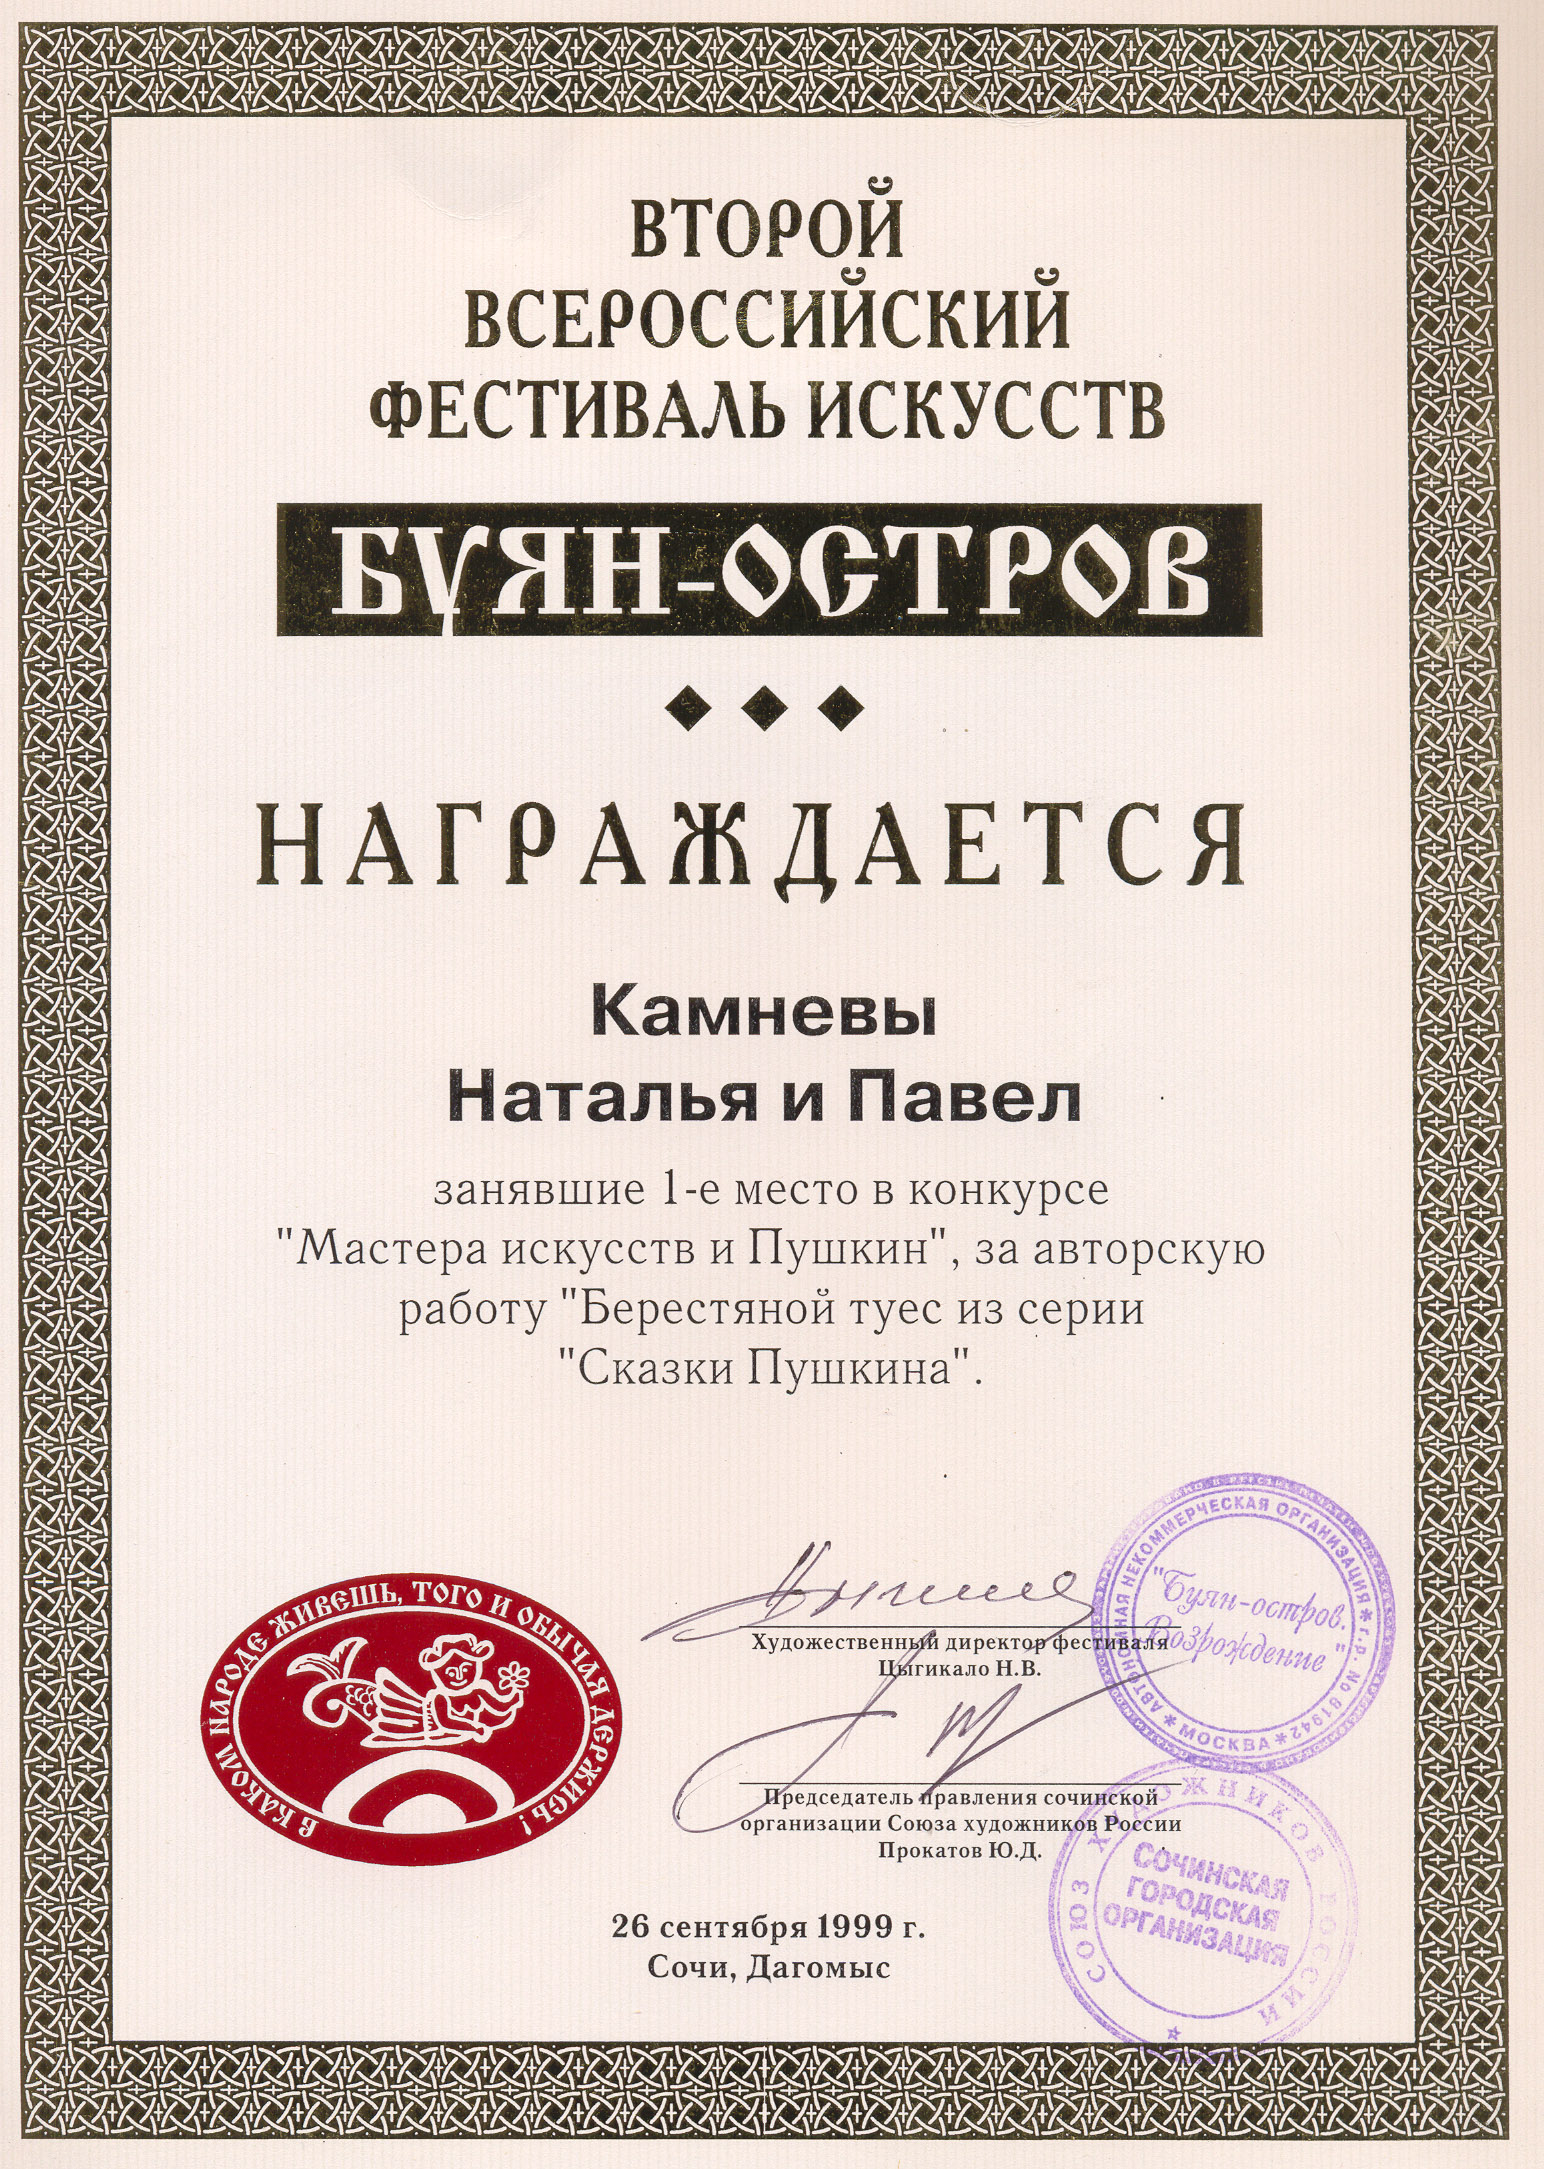 ВТОРОЙ
ВСЕРОССИЙСКИЙ
ФЕСТИВАЛЬ ИСКУССТВ
БУЯН-ОСТРОВ
НАГРАЖДАЕТСЯ
Камневы
Наталья и Павел
занявшие 1-е место в конкурсе
"Мастера искусств и Пушкин", за авторскую
работу "Берестяной туес из серии
"Сказки Пушкина".
В КАКОМ НАРОДЕ ЖИВЕШЬ, ТОГО И ОБЫЧАЯ ДЕРЖИСЬ!
Художественный директор фестиваля
Цыгикало Н.В.
АВТОНОМНАЯ НЕКОММЕРЧЕСКАЯ ОРГАНИЗАЦИЯ * г.р. № 61942 * МОСКВА *
"Буян-остров.
Возрождение"
Председатель правления сочинской
организации Союза художников России
Прокатов Ю.Д.
СОЮЗ ХУДОЖНИКОВ РОССИИ
СОЧИНСКАЯ
ГОРОДСКАЯ
ОРГАНИЗАЦИЯ
26 сентября 1999 г.
Сочи, Дагомыс